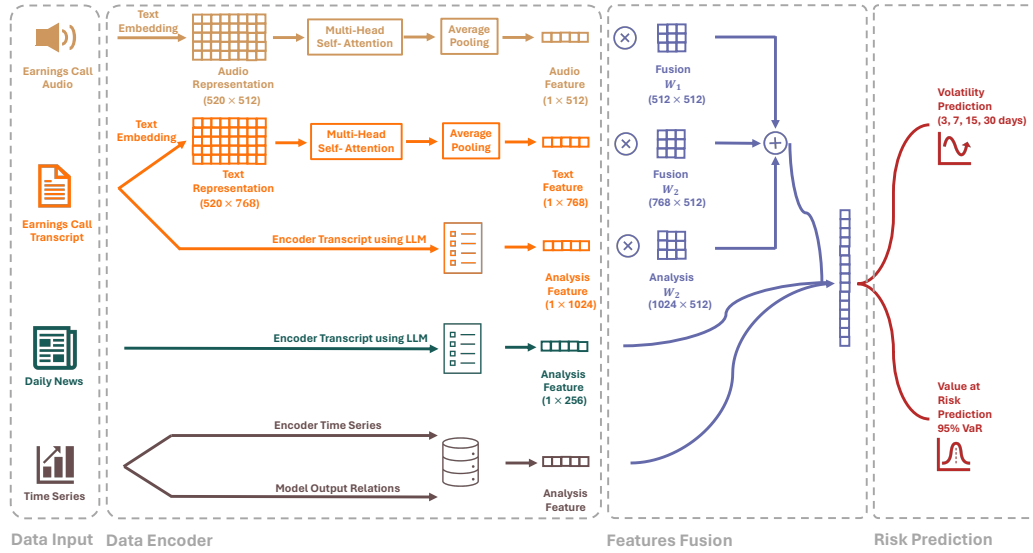 Earnings Call
Audio
Text
Embedding
Audio
Representation
(520 × 512)
Multi-Head
Self- Attention
Average
Pooling
Audio
Feature
(1 × 512)
Fusion
W₁
(512 × 512)
Earnings Call
Transcript
Text
Embedding
Text
Representation
(520 × 768)
Multi-Head
Self-Attention
Average
Pooling
Text
Feature
(1 × 768)
Fusion
W₂
(768 × 512)
Encoder Transcript using LLM
Analysis
Feature
(1 × 1024)
Analysis
W₂
(1024 × 512)
Daily News
Encoder Transcript using LLM
Analysis
Feature
(1 × 256)
Time Series
Encoder Time Series
Model Output Relations
Analysis
Feature
Volatility
Prediction
(3, 7, 15, 30 days)
Value at
Risk
Prediction
95% VaR
Data Input
Data Encoder
Features Fusion
Risk Prediction